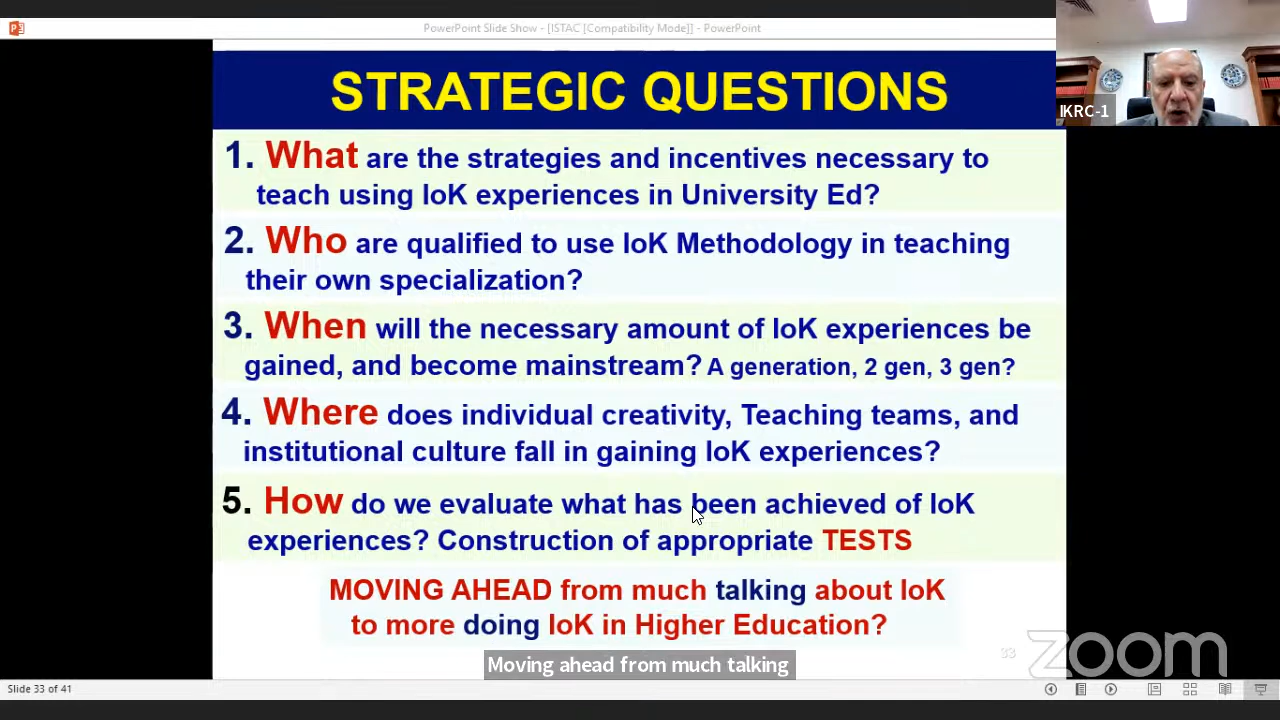 PowerPoint Slide Show - [ISTAC [Compatibility Mode]] - PowerPoint
IKRC-1
STRATEGIC QUESTIONS
1. What are the strategies and incentives necessary to
teach using IoK experiences in University Ed?
2. Who are qualified to use IoK Methodology in teaching
their own specialization?
3. When will the necessary amount of IoK experiences be
gained, and become mainstream? A generation, 2 gen, 3 gen?
4. Where does individual creativity, Teaching teams, and
institutional culture fall in gaining IoK experiences?
5. How do we evaluate what has been achieved of IoK
experiences? Construction of appropriate TESTS
MOVING AHEAD from much talking about IoK
to more doing IoK in Higher Education?
33
zoom
Moving ahead from much talking
Slide 33 of 41